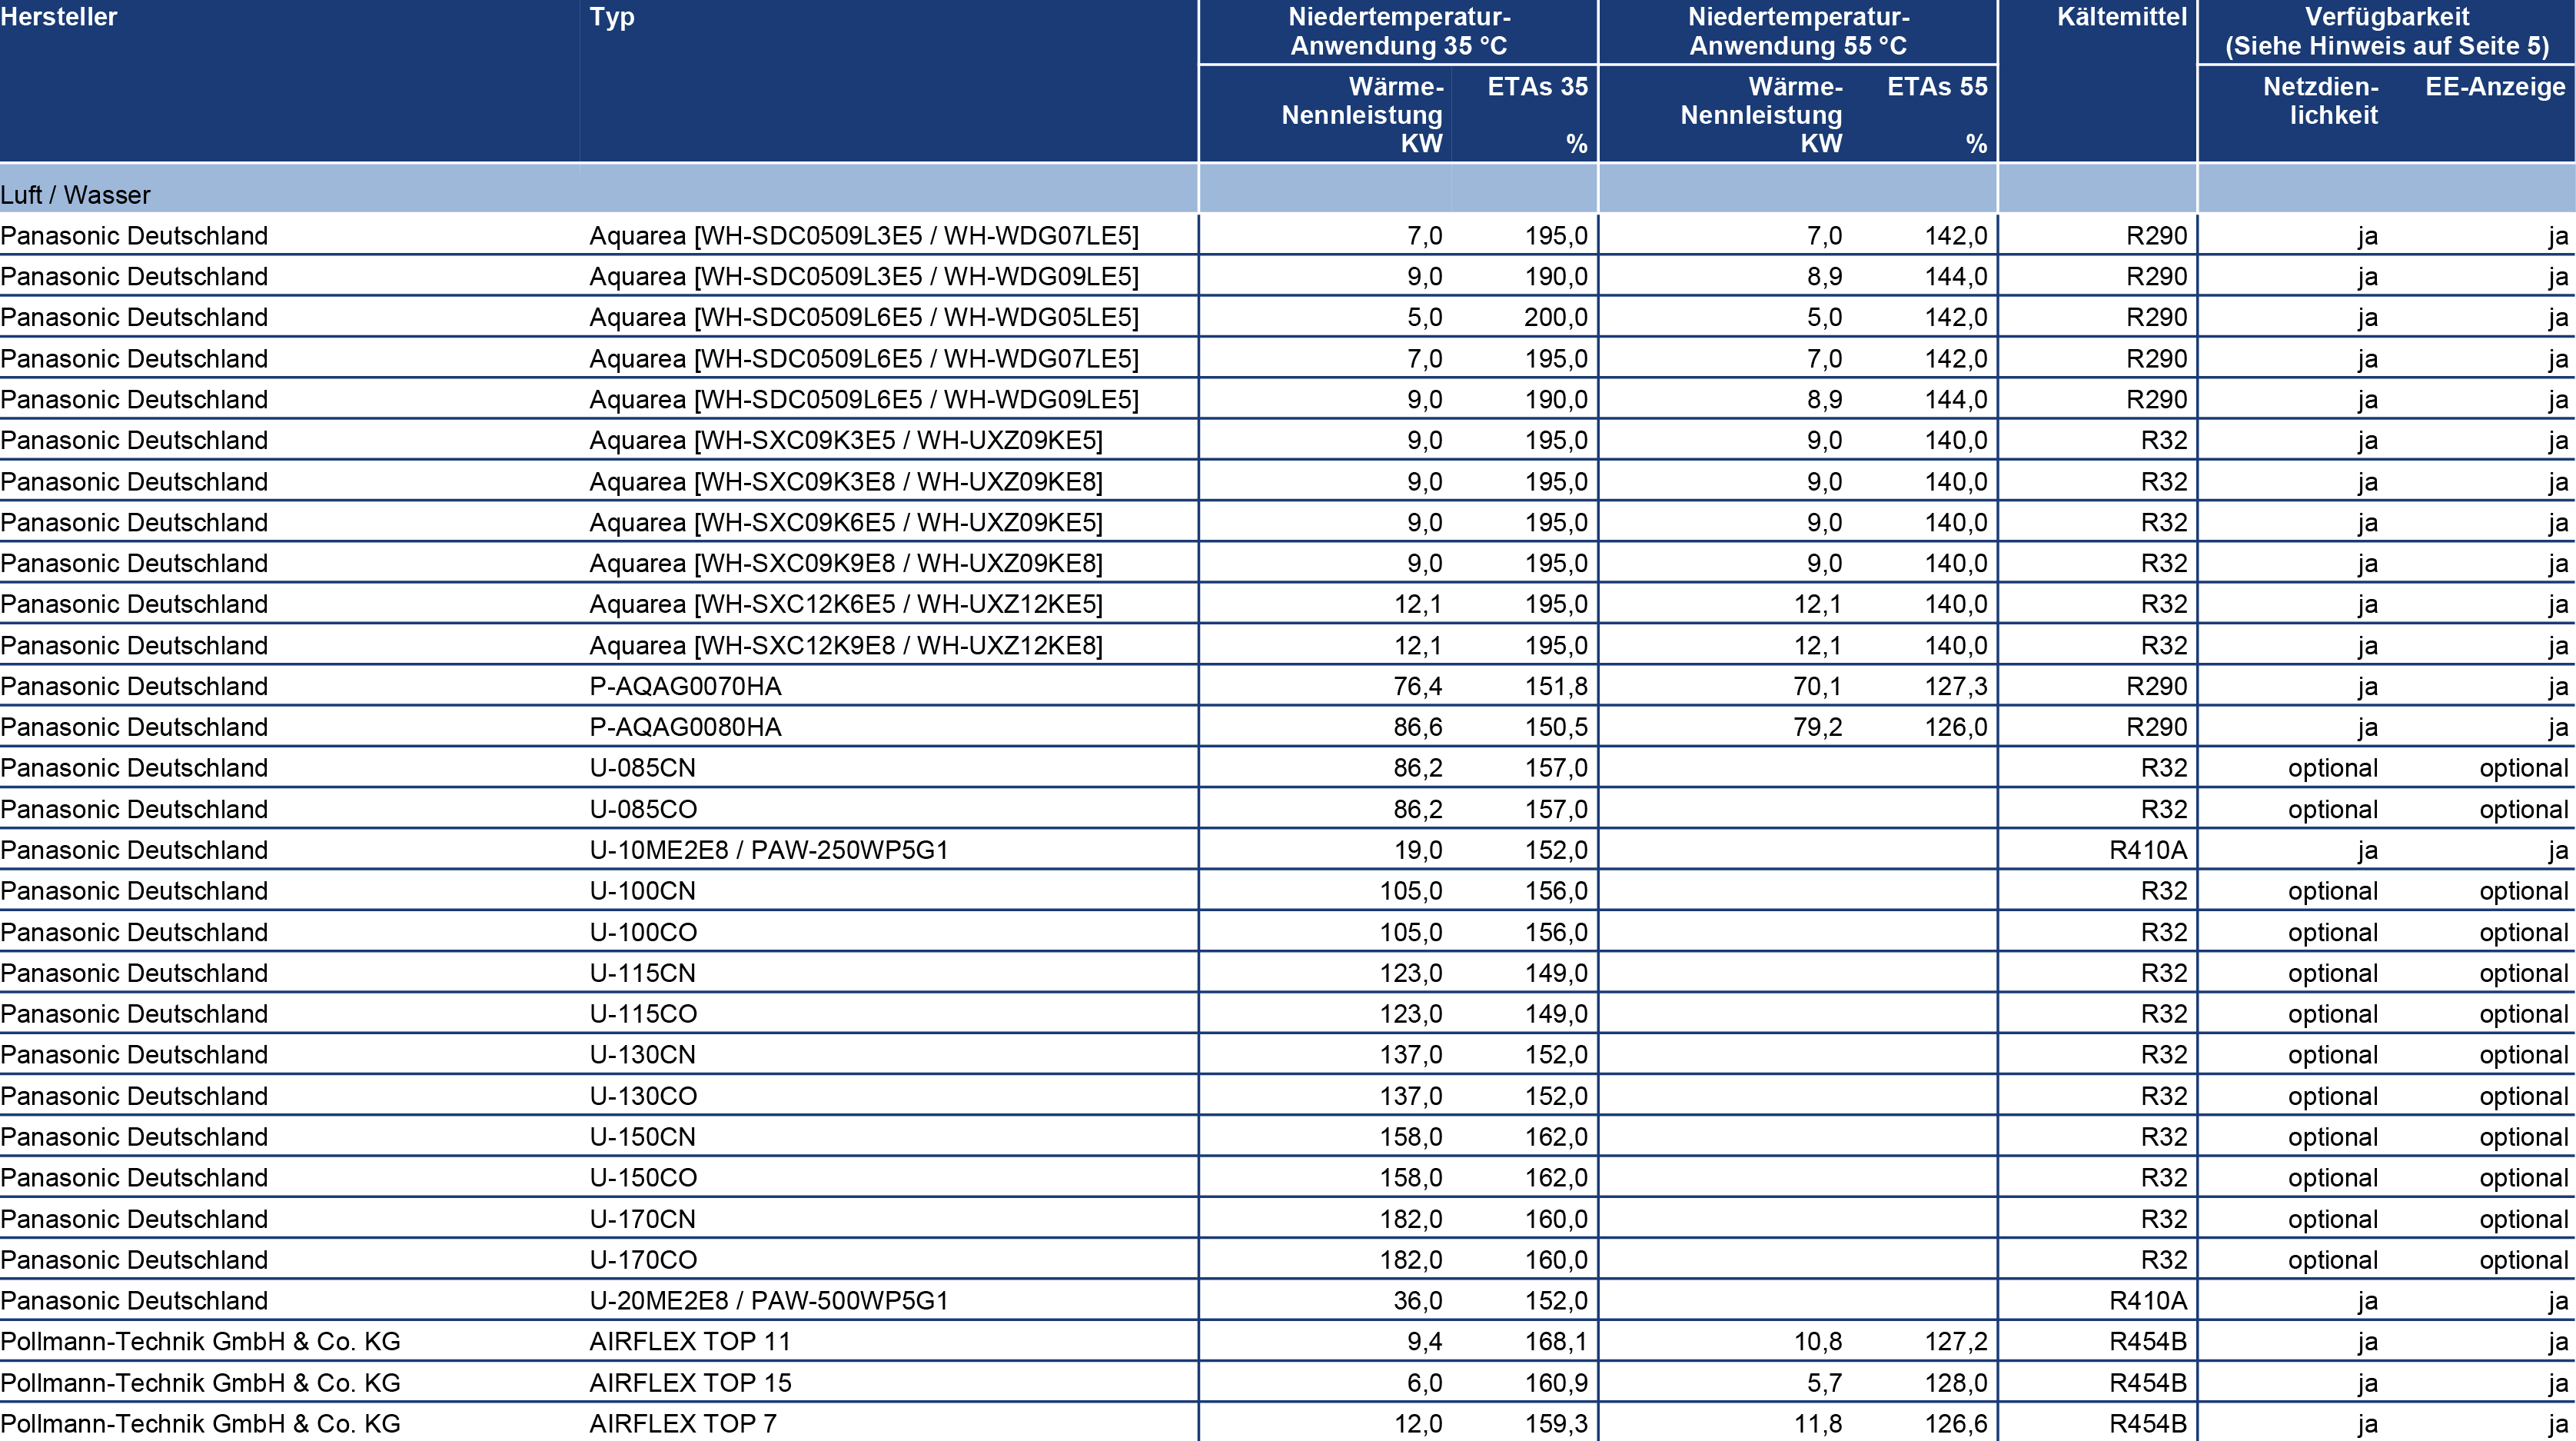 Hersteller Typ Niedertemperatur- Niedertemperatur- Kältemittel Verfügbarkeit
Anwendung 35 °C Anwendung 55 °C (Siehe Hinweis auf Seite 5)
Wärme- ETAs 35 Wärme- ETAs 55 Netzdien- EE-Anzeige
Nennleistung Nennleistung lichkeit
KW % KW %
Luft / Wasser
Panasonic Deutschland Aquarea [WH-SDC0509L3E5 / WH-WDG07LE5] 7,0 195,0 7,0 142,0 R290 ja ja
Panasonic Deutschland Aquarea [WH-SDC0509L3E5 / WH-WDG09LE5] 9,0 190,0 8,9 144,0 R290 ja ja
Panasonic Deutschland Aquarea [WH-SDC0509L6E5 / WH-WDG05LE5] 5,0 200,0 5,0 142,0 R290 ja ja
Panasonic Deutschland Aquarea [WH-SDC0509L6E5 / WH-WDG07LE5] 7,0 195,0 7,0 142,0 R290 ja ja
Panasonic Deutschland Aquarea [WH-SDC0509L6E5 / WH-WDG09LE5] 9,0 190,0 8,9 144,0 R290 ja ja
Panasonic Deutschland Aquarea [WH-SXC09K3E5 / WH-UXZ09KE5] 9,0 195,0 9,0 140,0 R32 ja ja
Panasonic Deutschland Aquarea [WH-SXC09K3E8 / WH-UXZ09KE8] 9,0 195,0 9,0 140,0 R32 ja ja
Panasonic Deutschland Aquarea [WH-SXC09K6E5 / WH-UXZ09KE5] 9,0 195,0 9,0 140,0 R32 ja ja
Panasonic Deutschland Aquarea [WH-SXC09K9E8 / WH-UXZ09KE8] 9,0 195,0 9,0 140,0 R32 ja ja
Panasonic Deutschland Aquarea [WH-SXC12K6E5 / WH-UXZ12KE5] 12,1 195,0 12,1 140,0 R32 ja ja
Panasonic Deutschland Aquarea [WH-SXC12K9E8 / WH-UXZ12KE8] 12,1 195,0 12,1 140,0 R32 ja ja
Panasonic Deutschland P-AQAG0070HA 76,4 151,8 70,1 127,3 R290 ja ja
Panasonic Deutschland P-AQAG0080HA 86,6 150,5 79,2 126,0 R290 ja ja
Panasonic Deutschland U-085CN 86,2 157,0 R32 optional optional
Panasonic Deutschland U-085CO 86,2 157,0 R32 optional optional
Panasonic Deutschland U-10ME2E8 / PAW-250WP5G1 19,0 152,0 R410A ja ja
Panasonic Deutschland U-100CN 105,0 156,0 R32 optional optional
Panasonic Deutschland U-100CO 105,0 156,0 R32 optional optional
Panasonic Deutschland U-115CN 123,0 149,0 R32 optional optional
Panasonic Deutschland U-115CO 123,0 149,0 R32 optional optional
Panasonic Deutschland U-130CN 137,0 152,0 R32 optional optional
Panasonic Deutschland U-130CO 137,0 152,0 R32 optional optional
Panasonic Deutschland U-150CN 158,0 162,0 R32 optional optional
Panasonic Deutschland U-150CO 158,0 162,0 R32 optional optional
Panasonic Deutschland U-170CN 182,0 160,0 R32 optional optional
Panasonic Deutschland U-170CO 182,0 160,0 R32 optional optional
Panasonic Deutschland U-20ME2E8 / PAW-500WP5G1 36,0 152,0 R410A ja ja
Pollmann-Technik GmbH & Co. KG AIRFLEX TOP 11 9,4 168,1 10,8 127,2 R454B ja ja
Pollmann-Technik GmbH & Co. KG AIRFLEX TOP 15 6,0 160,9 5,7 128,0 R454B ja ja
Pollmann-Technik GmbH & Co. KG AIRFLEX TOP 7 12,0 159,3 11,8 126,6 R454B ja ja